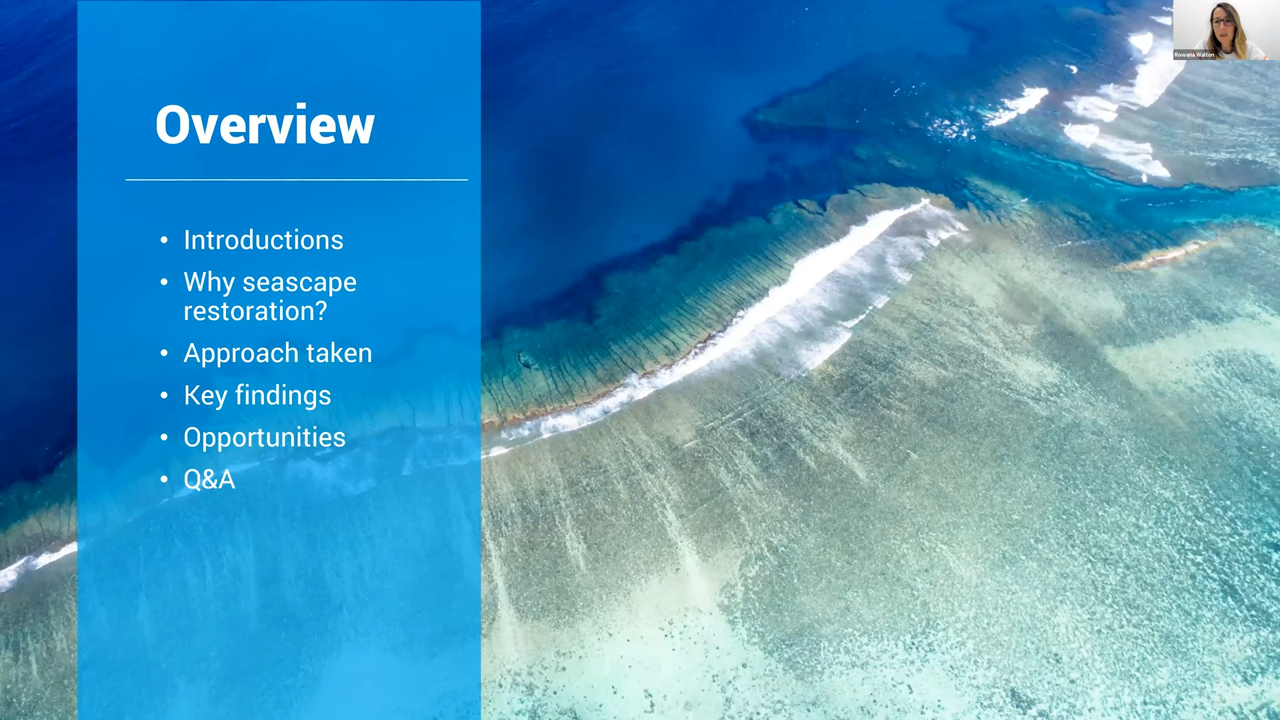 Overview
• Introductions
• Why seascape
restoration?
• Approach taken
• Key findings
• Opportunities
• Q&A
Rowana Walton